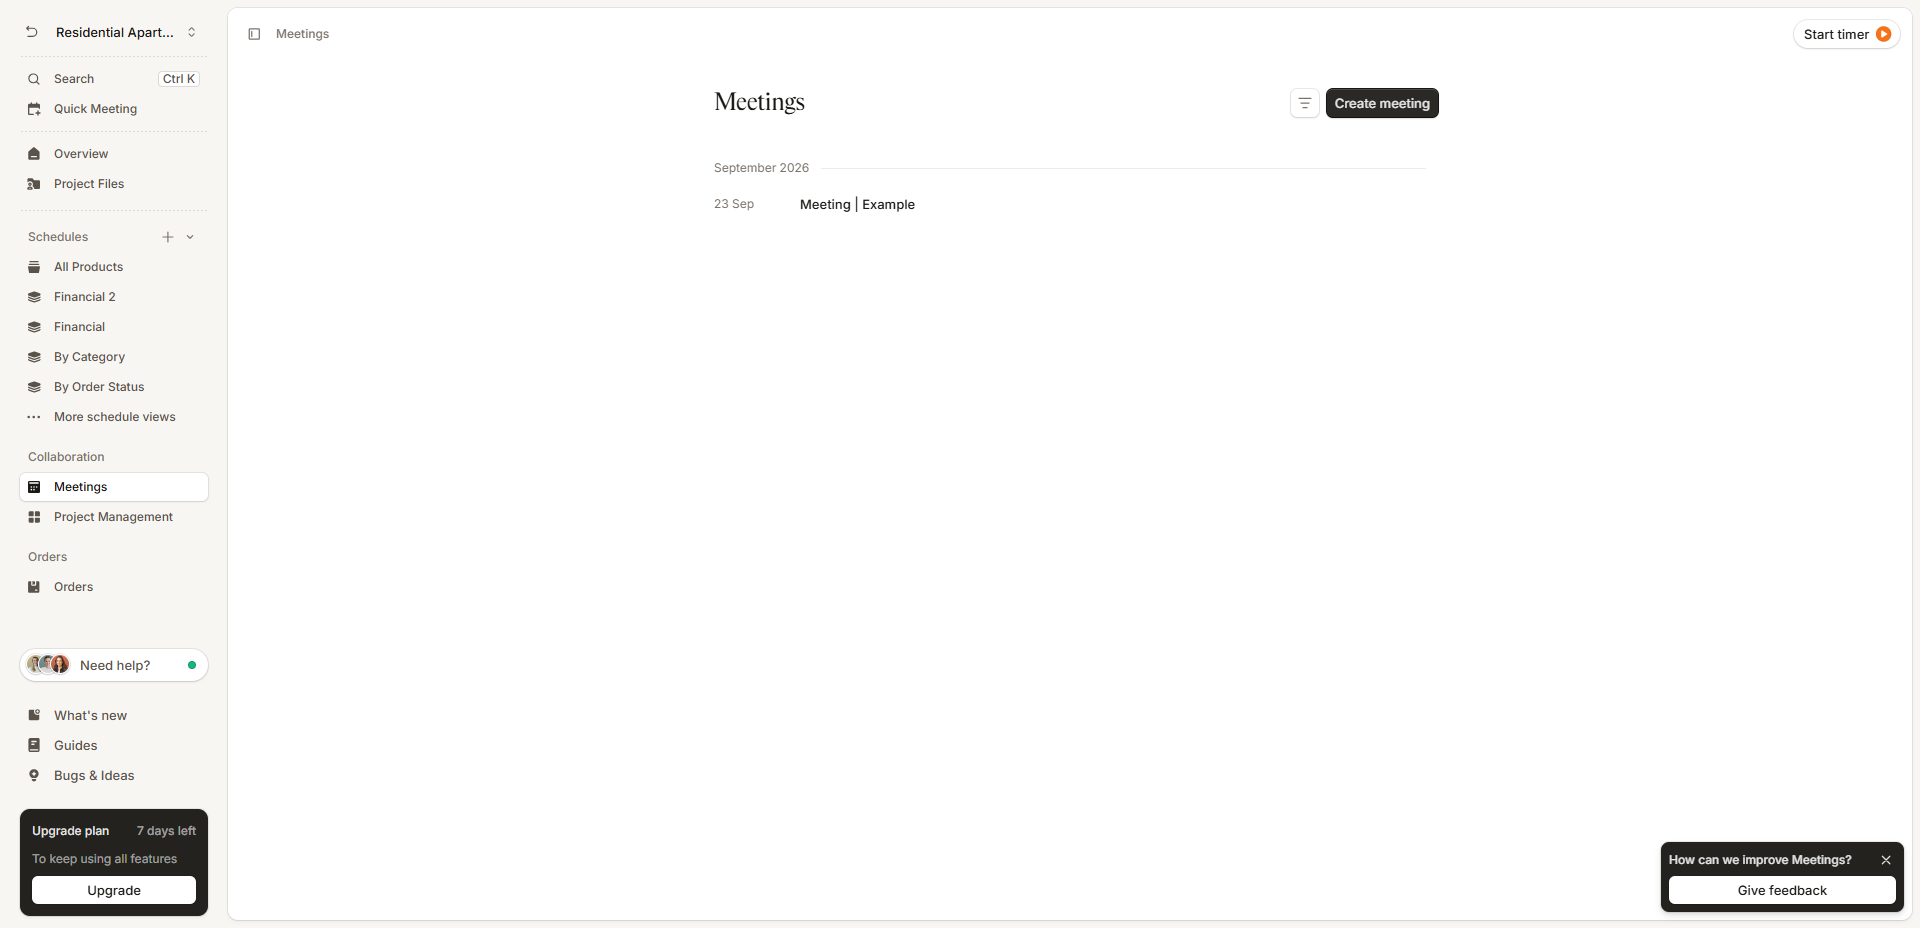 Residential Apart...
Search
Ctrl K
Quick Meeting
Overview
Project Files
Schedules
All Products
Financial 2
Financial
By Category
By Order Status
More schedule views
Collaboration
Meetings
Project Management
Orders
Orders
Need help?
What's new
Guides
Bugs & Ideas
Upgrade plan
7 days left
To keep using all features
Upgrade
Meetings
Start timer
Meetings
Create meeting
September 2026
23 Sep
Meeting | Example
How can we improve Meetings?
Give feedback